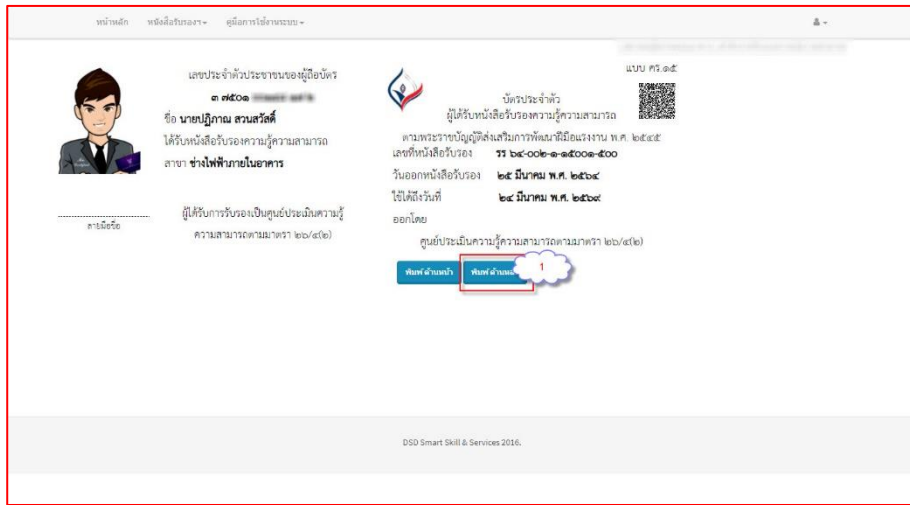 หน้าหลัก หนังสือรับรองฯ คู่มือการใช้งานระบบ
เลขประจำตัวประชาชนของผู้ถือบัตร
๓ ๗๕๐๑
ชื่อ นายปฏิภาณ สวนสวัสดิ์
ได้รับหนังสือรับรองความรู้ความสามารถ
สาขา ช่างไฟฟ้าภายในอาคาร
ลายมือชื่อ
ผู้ได้รับการรับรองเป็นศูนย์ประเมินความรู้
ความสามารถตามมาตรา ๒๖/๔(๒)
แบบ คร.๑๕
บัตรประจำตัว
ผู้ได้รับหนังสือรับรองความรู้ความสามารถ
ตามพระราชบัญญัติส่งเสริมการพัฒนาฝีมือแรงงาน พ.ศ. ๒๕๔๕
เลขที่หนังสือรับรอง รร ๖๔-๐๐๒-๑-๑๕๐๐๑-๕๐๐
วันออกหนังสือรับรอง ๒๕ มีนาคม พ.ศ. ๒๕๖๔
ใช้ได้ถึงวันที่ ๒๔ มีนาคม พ.ศ. ๒๕๖๙
ออกโดย
ศูนย์ประเมินความรู้ความสามารถตามมาตรา ๒๖/๔(๒)
พิมพ์ด้านหน้า พิมพ์ 1
DSD Smart Skill & Services 2016.